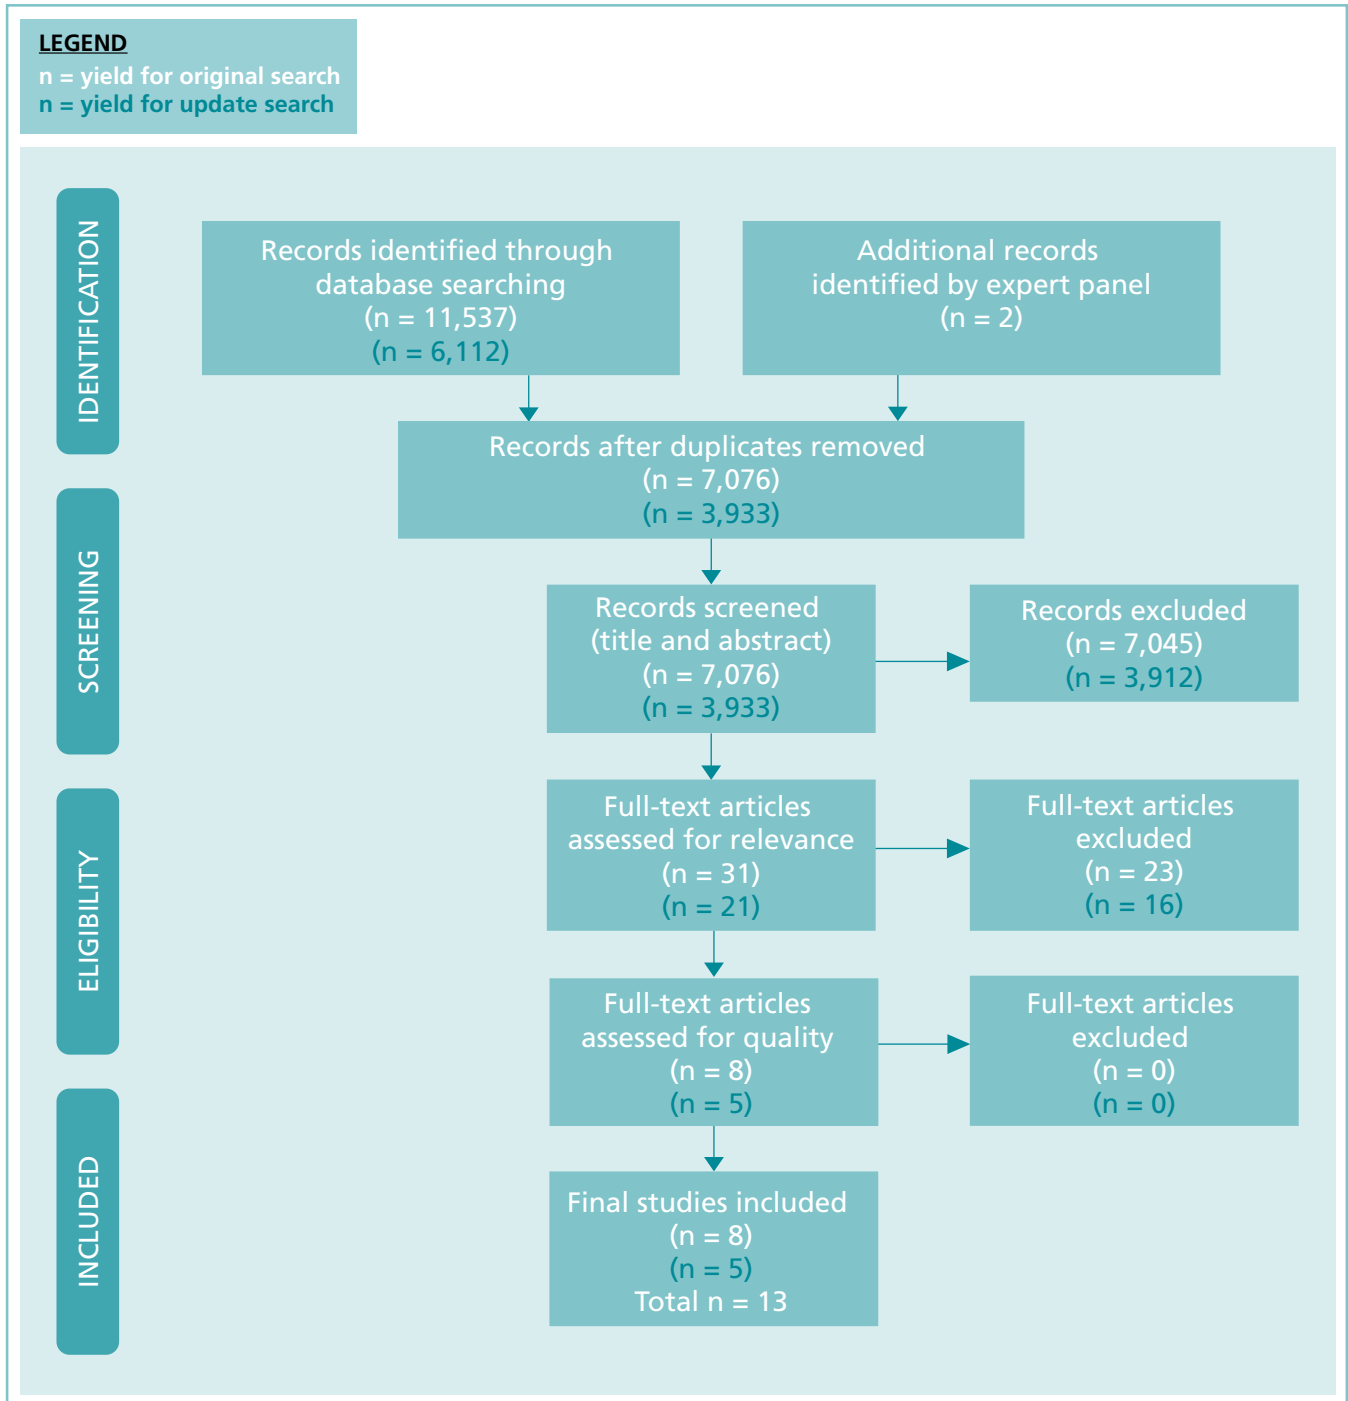 LEGEND
n = yield for original search
n = yield for update search
IDENTIFICATION
Records identified through
database searching
(n = 11,537)
(n = 6,112)
Additional records
identified by expert panel
(n = 2)
Records after duplicates removed
(n = 7,076)
(n = 3,933)
SCREENING
Records screened
(title and abstract)
(n = 7,076)
(n = 3,933)
Records excluded
(n = 7,045)
(n = 3,912)
ELIGIBILITY
Full-text articles
assessed for relevance
(n = 31)
(n = 21)
Full-text articles
excluded
(n = 23)
(n = 16)
Full-text articles
assessed for quality
(n = 8)
(n = 5)
Full-text articles
excluded
(n = 0)
(n = 0)
INCLUDED
Final studies included
(n = 8)
(n = 5)
Total n = 13